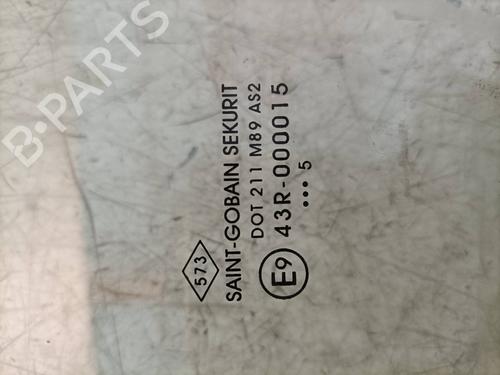 B-PARTS
573
SAINT-GOBAIN SEKURIT
DOT 211 M89 AS2
E9 43R-000015
••• 5